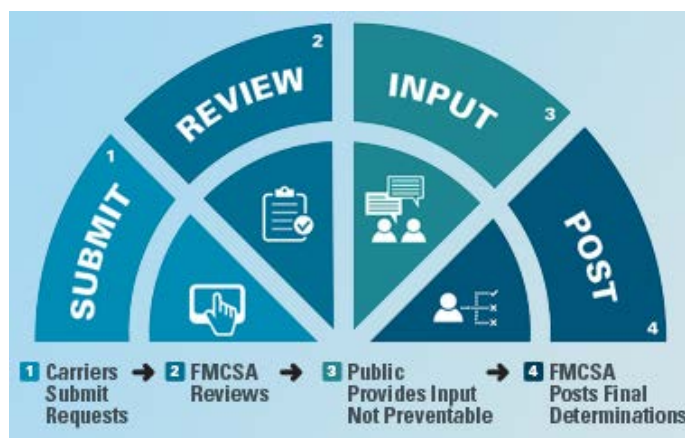 1
SUBMIT
2
REVIEW
INPUT
3
POST
4
1 Carriers Submit Requests
2 FMCSA Reviews
3 Public Provides Input Not Preventable
4 FMCSA Posts Final Determinations